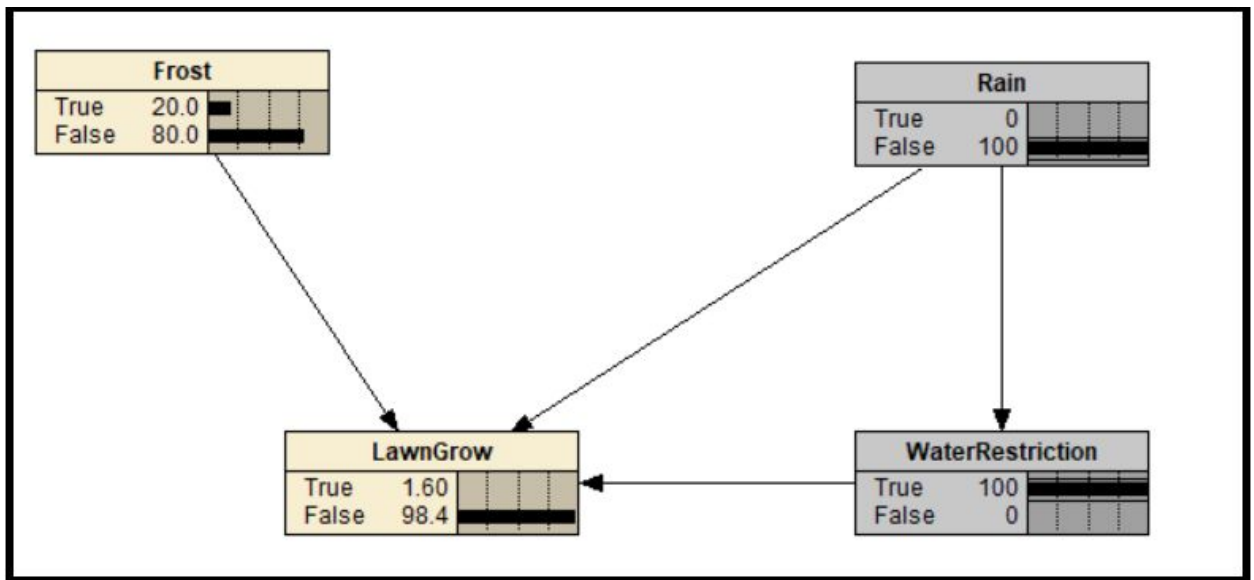 Frost
True 20.0
False 80.0
Rain
True 0
False 100
LawnGrow
True 1.60
False 98.4
WaterRestriction
True 100
False 0